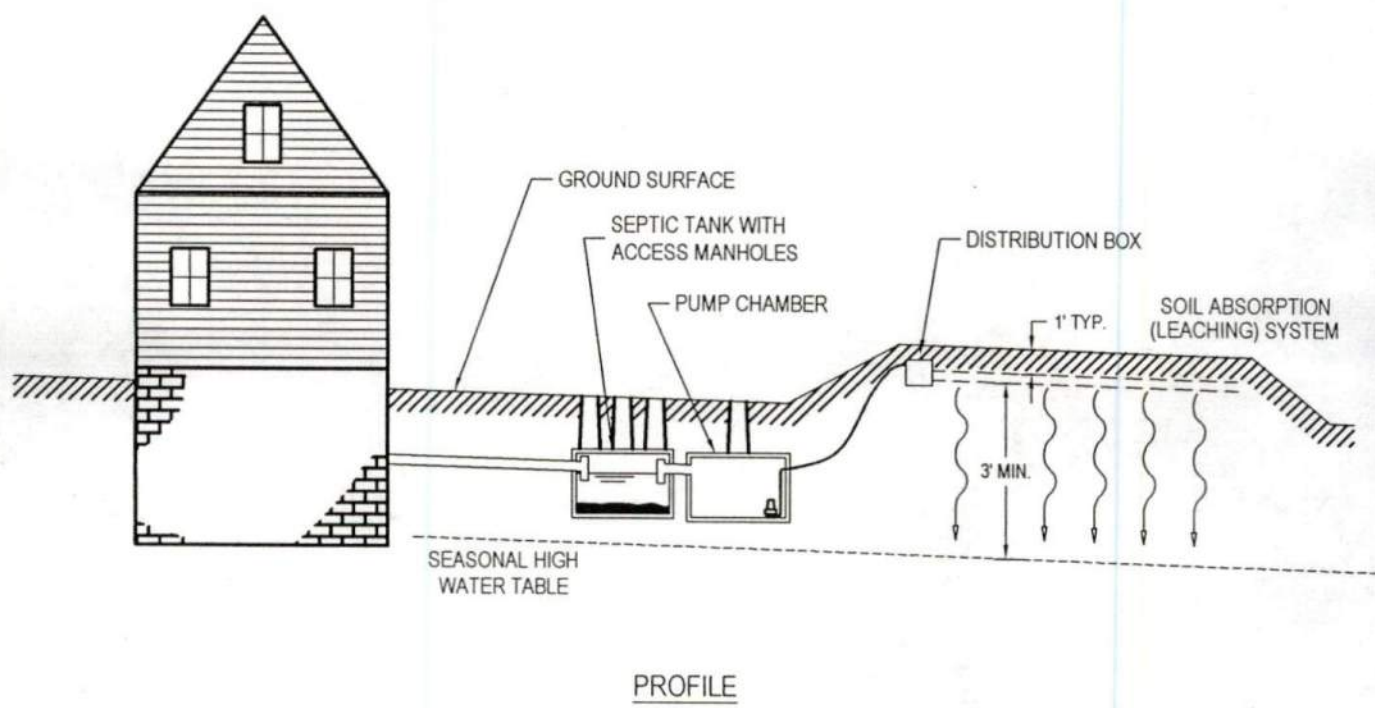 GROUND SURFACE
SEPTIC TANK WITH
ACCESS MANHOLES
PUMP CHAMBER
DISTRIBUTION BOX
1' TYP.
SOIL ABSORPTION
(LEACHING) SYSTEM
3' MIN.
SEASONAL HIGH
WATER TABLE
PROFILE